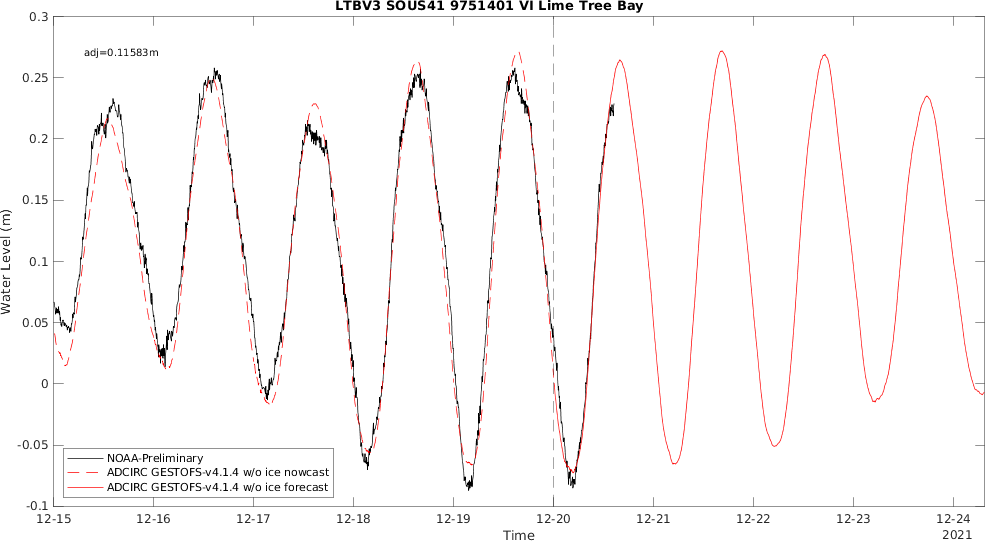 LTBV3 SOUS41 9751401 VI Lime Tree Bay
adj=0.11583m
Water Level (m)
0.3
0.25
0.2
0.15
0.1
0.05
0
-0.05
-0.1
NOAA-Preliminary
ADCIRC GESTOFS-v4.1.4 w/o ice nowcast
ADCIRC GESTOFS-v4.1.4 w/o ice forecast
12-15 12-16 12-17 12-18 12-19 12-20 12-21 12-22 12-23 12-24
Time
2021